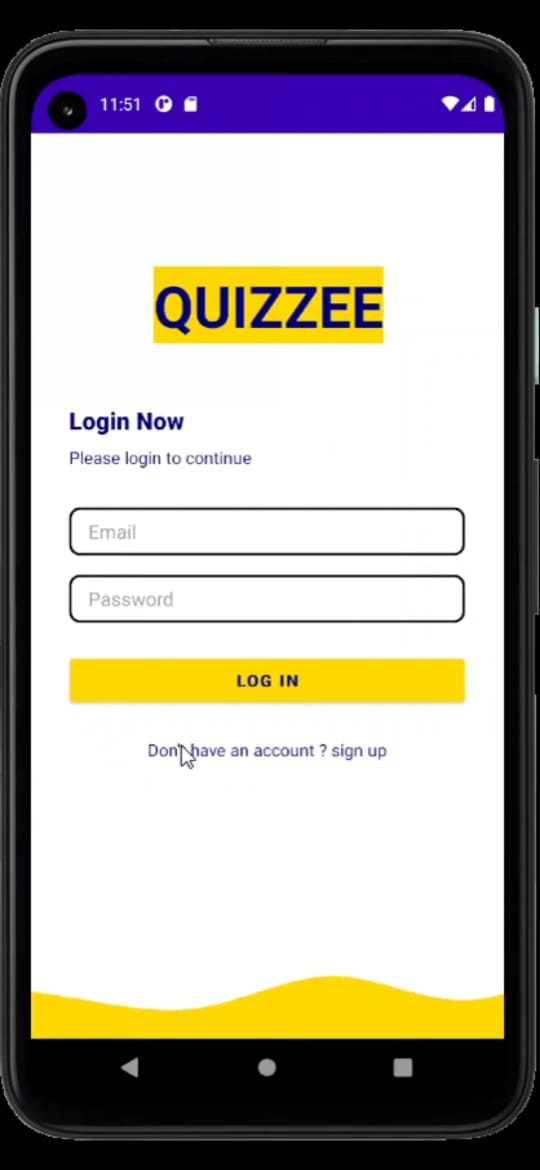 11:51
QUIZZEE
Login Now
Please login to continue
Email
Password
LOG IN
Don't have an account ? sign up